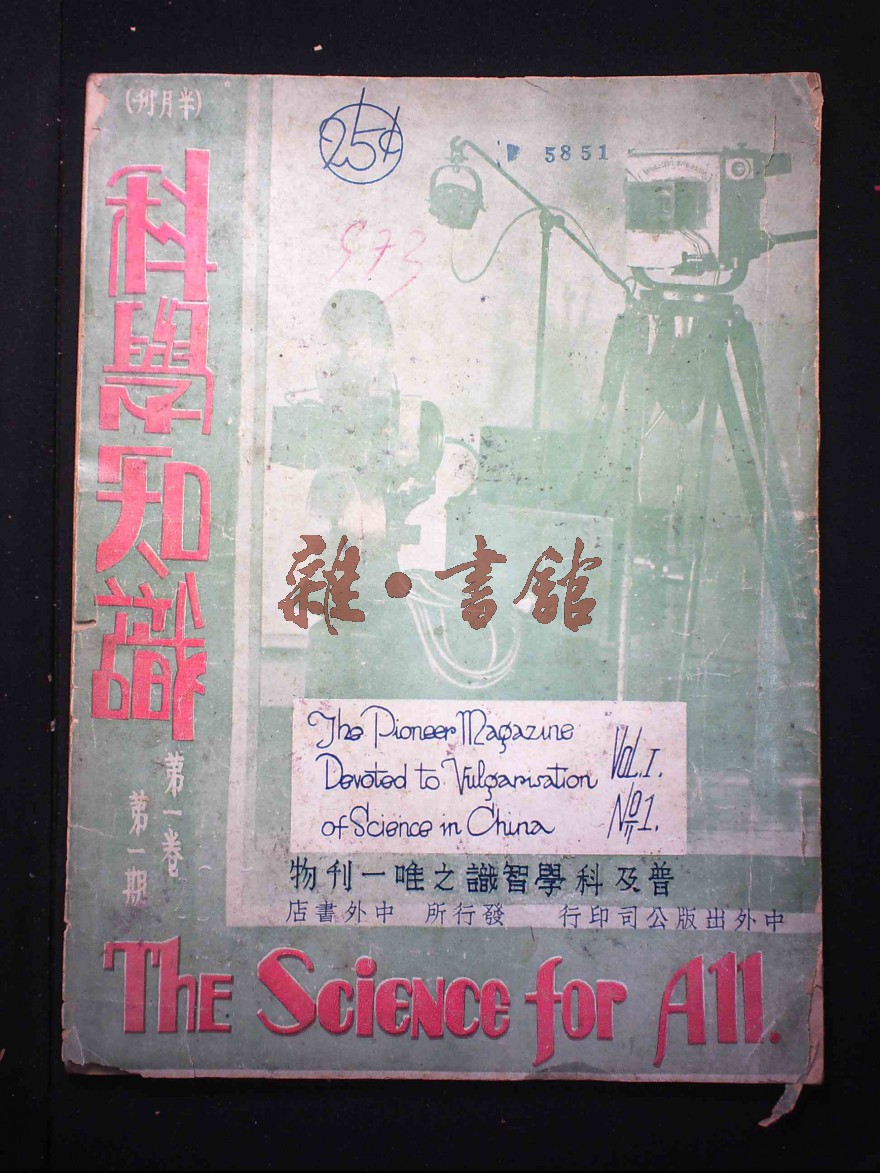 (半月刊)
25¢
5851
973
科學知識
雜·書館
The Pioneer Magazine
Devoted to Vulgarisation
of Science in China
VOL.I.
No1.
第一卷
第一期
普及科學智識之唯一刊物
中外出版公司印行 發行所 中外書店
The Science for All.